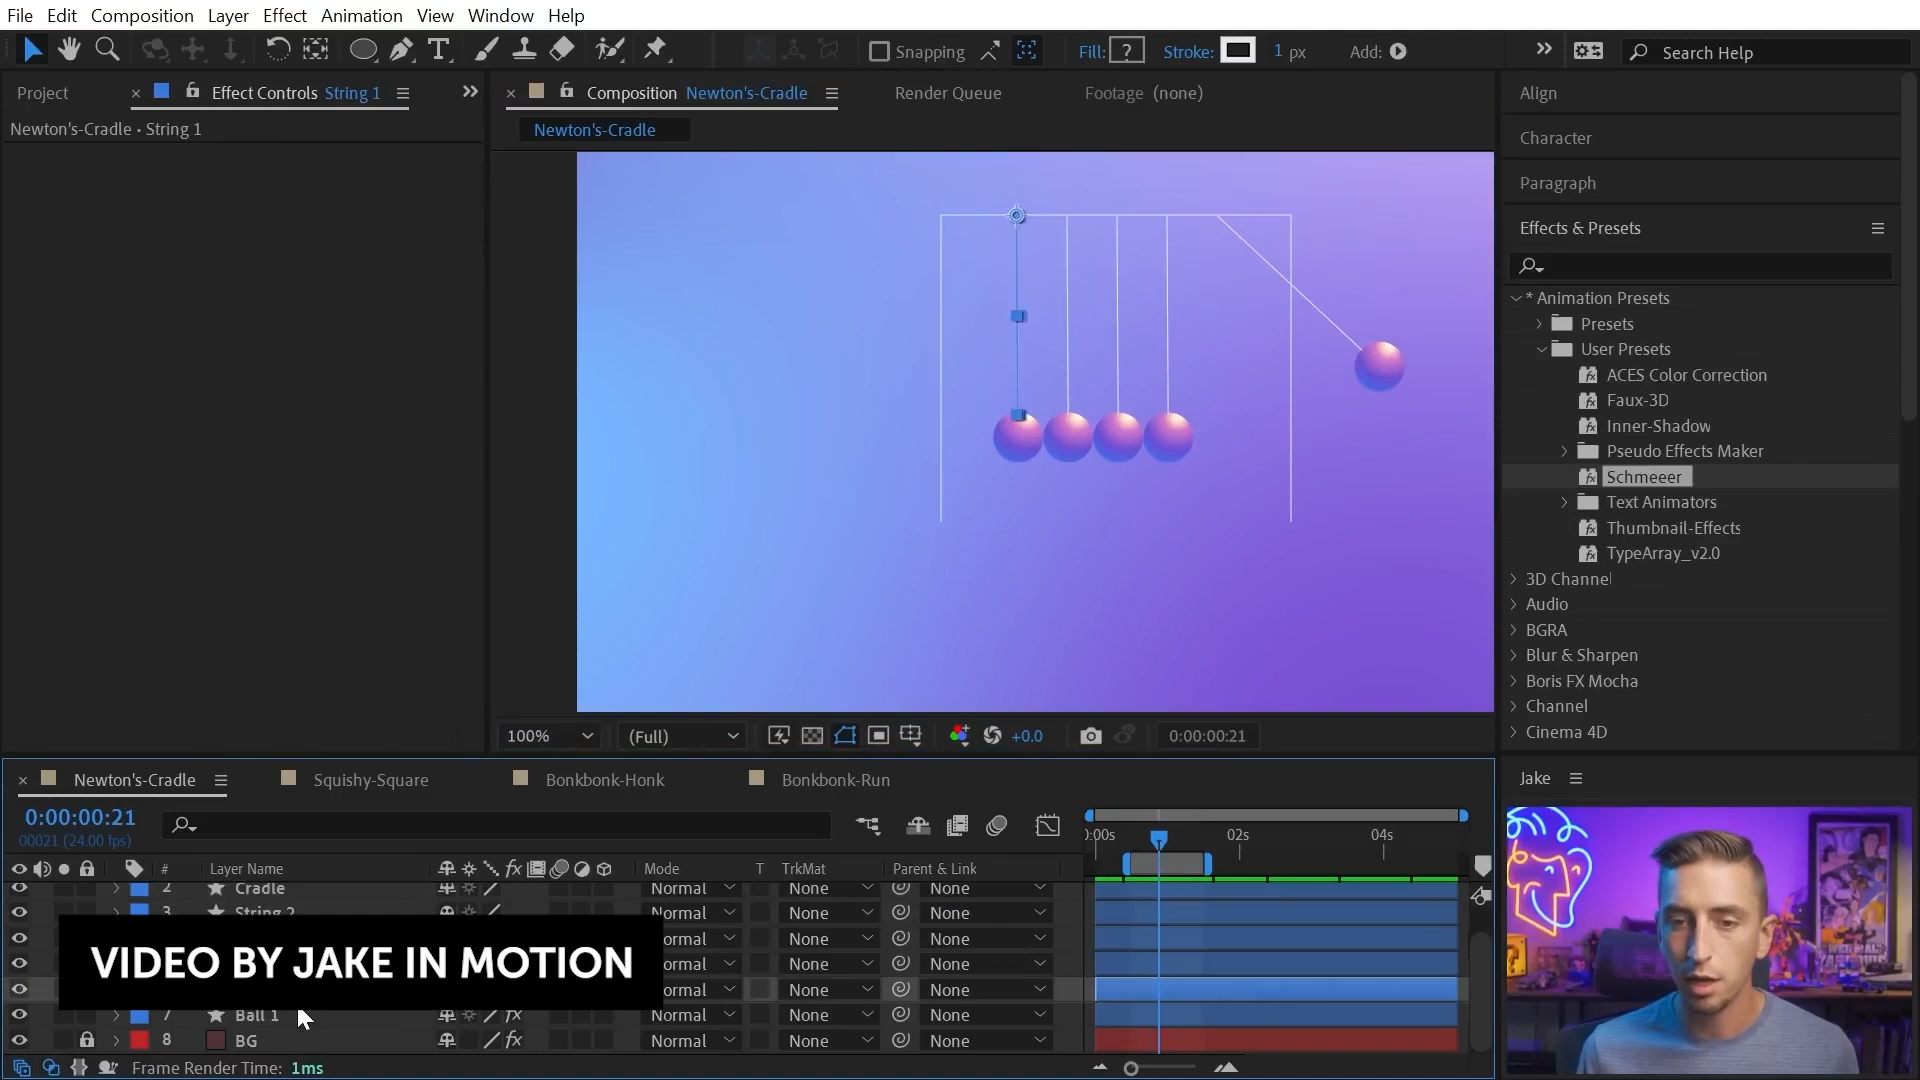 File Edit Composition Layer Effect Animation View Window Help
Snapping Fill: ? Stroke: 1 px Add: Search Help
Project Effect Controls String 1
Newton's-Cradle • String 1
Composition Newton's-Cradle Render Queue Footage (none)
Newton's-Cradle
100% (Full) +0.0 0:00:00:21
Align
Character
Paragraph
Effects & Presets
* Animation Presets
Presets
User Presets
ACES Color Correction
Faux-3D
Inner-Shadow
Pseudo Effects Maker
Schmeeer
Text Animators
Thumbnail-Effects
TypeArray_v2.0
3D Channel
Audio
BGRA
Blur & Sharpen
Boris FX Mocha
Channel
Cinema 4D
Newton's-Cradle Squishy-Square Bonkbonk-Honk Bonkbonk-Run
0:00:00:21
00021 (24.00 fps)
02s 04s
# Layer Name fx Mode T TrkMat Parent & Link
2 Cradle Normal None None
3 String 2 Normal None None
ormal None None
ormal None None
ormal None None
7 Ball 1 fx Normal None None
8 BG fx Normal None None
VIDEO BY JAKE IN MOTION
Frame Render Time: 1ms
Jake